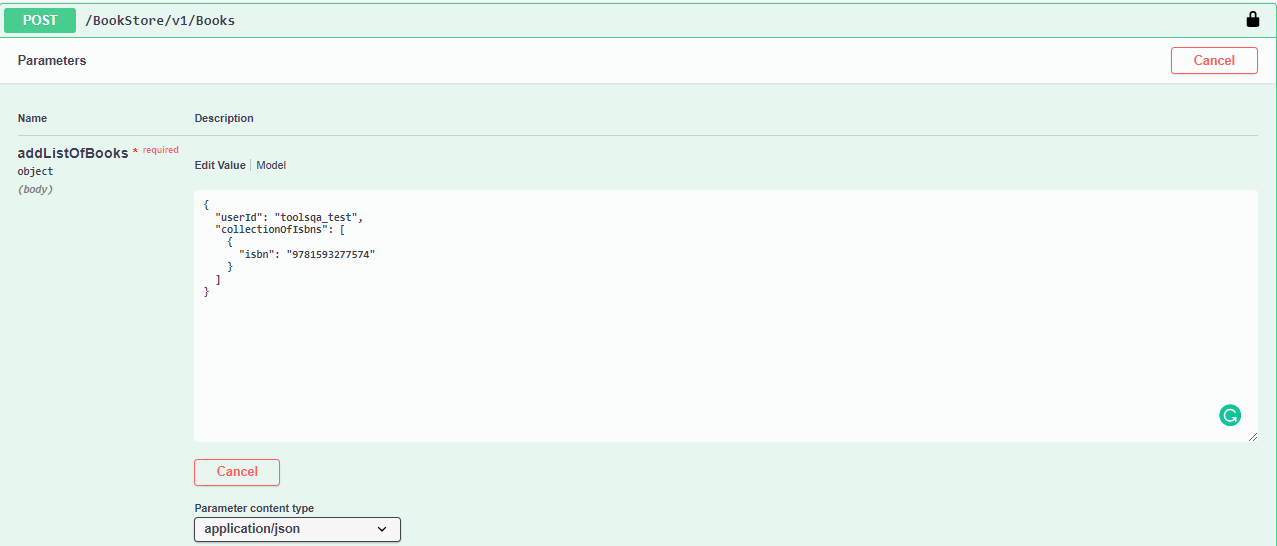 POST /BookStore/v1/Books
Parameters
Cancel
Name Description
addListOfBooks * required
object
(body)
Edit Value Model
{
"userId": "toolsqa_test",
"collectionOfIsbns": [
{
"isbn": "9781593277574"
}
]
}
Cancel
Parameter content type
application/json